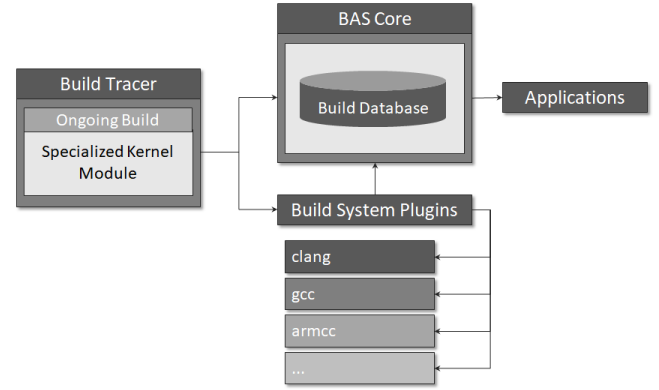 BAS Core
Build Database
Build Tracer
Ongoing Build
Specialized Kernel
Module
Applications
Build System Plugins
clang
gcc
armcc
...